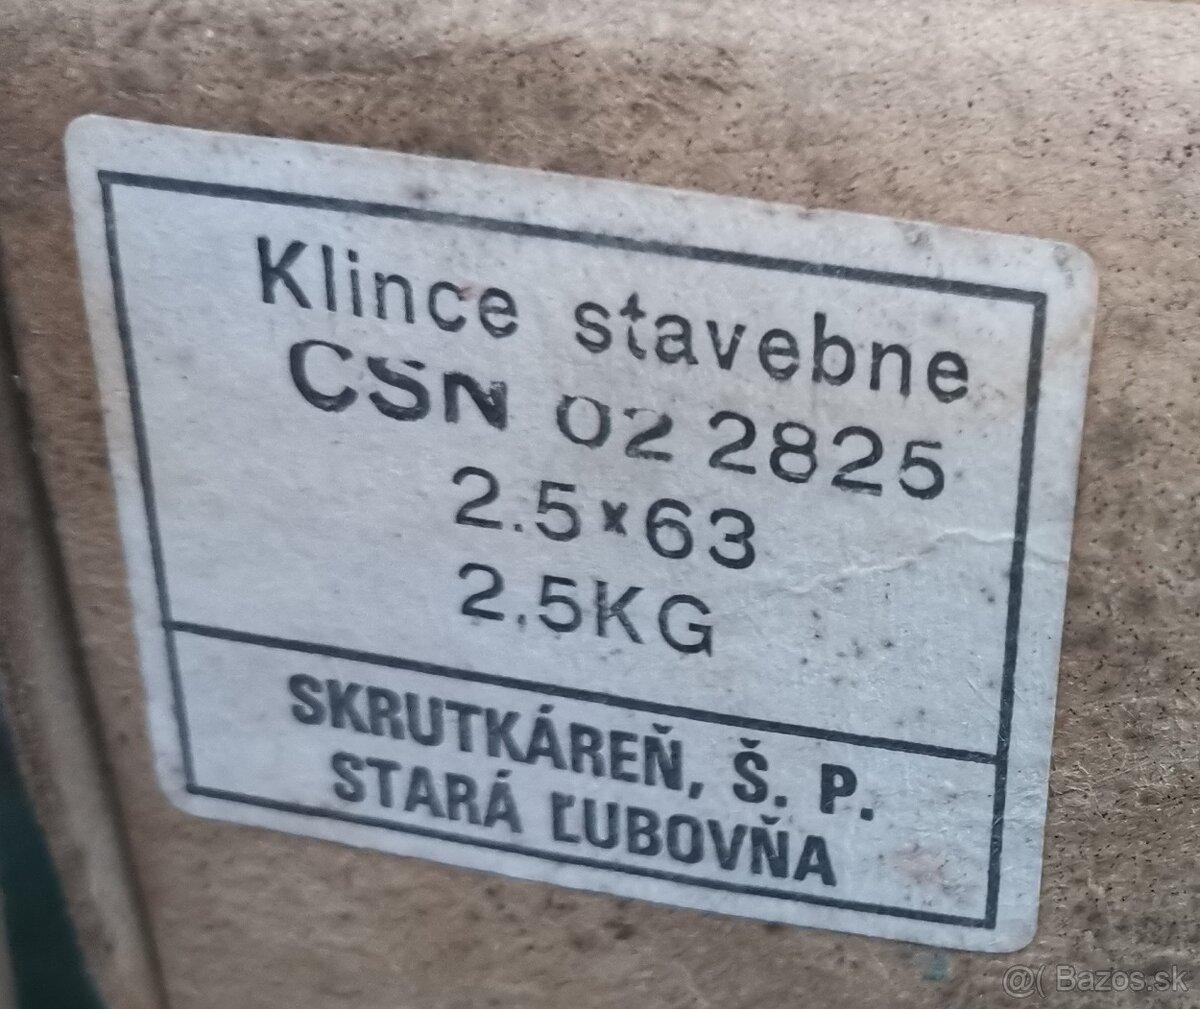 Klince stavebne
CSN 02 2825
2.5×63
2.5KG
SKRUTKÁREŇ, Š. P.
STARÁ ĽUBOVŇA
@( Bazos.sk